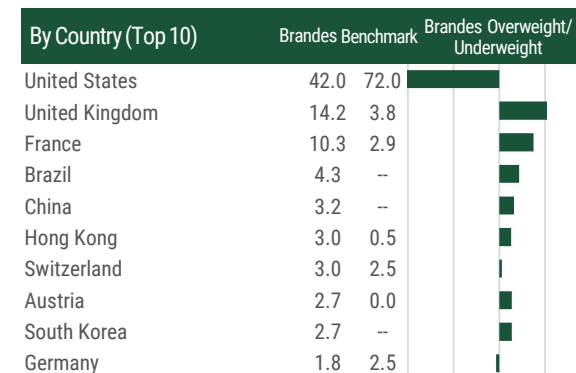 By Country (Top 10) Brandes Benchmark Brandes Overweight/
Underweight
United States 42.0 72.0
United Kingdom 14.2 3.8
France 10.3 2.9
Brazil 4.3 --
China 3.2 --
Hong Kong 3.0 0.5
Switzerland 3.0 2.5
Austria 2.7 0.0
South Korea 2.7 --
Germany 1.8 2.5